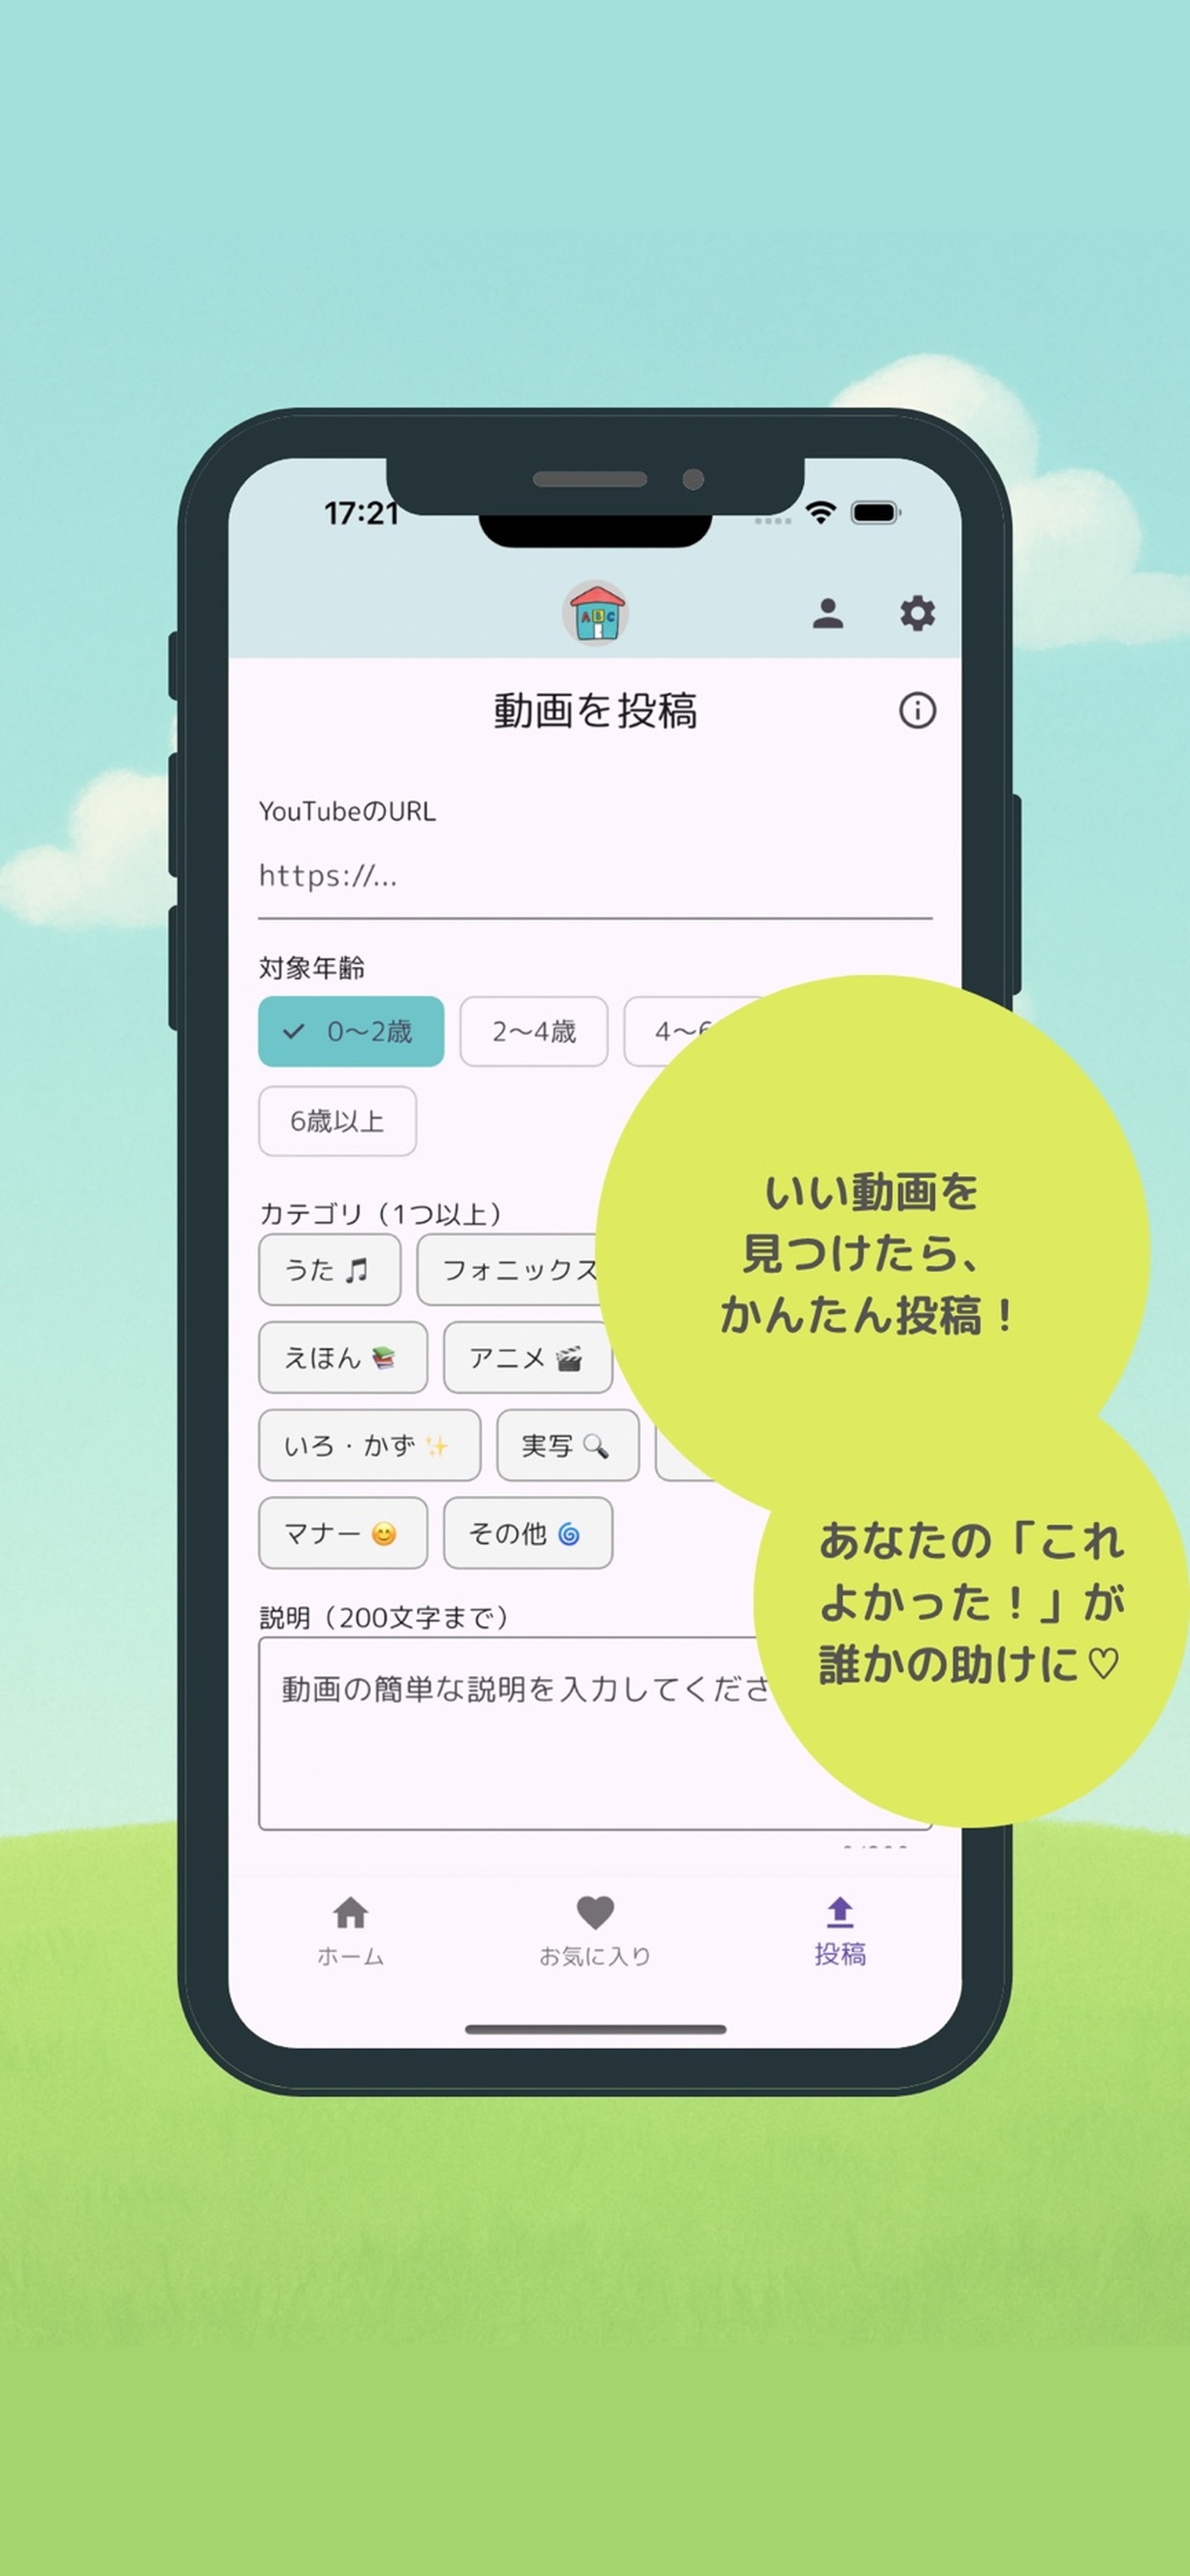 17:21
ABC
動画を投稿
YouTubeのURL
https://...
対象年齢
0〜2歳
2〜4歳
4〜6
6歳以上
カテゴリ（1つ以上）
うた
フォニックス
えほん
アニメ
いろ・かず
実写
マナー
その他
説明（200文字まで）
動画の簡単な説明を入力してくださ
いい動画を
見つけたら、
かんたん投稿！
あなたの「これ
よかった！」が
誰かの助けに♡
ホーム
お気に入り
投稿